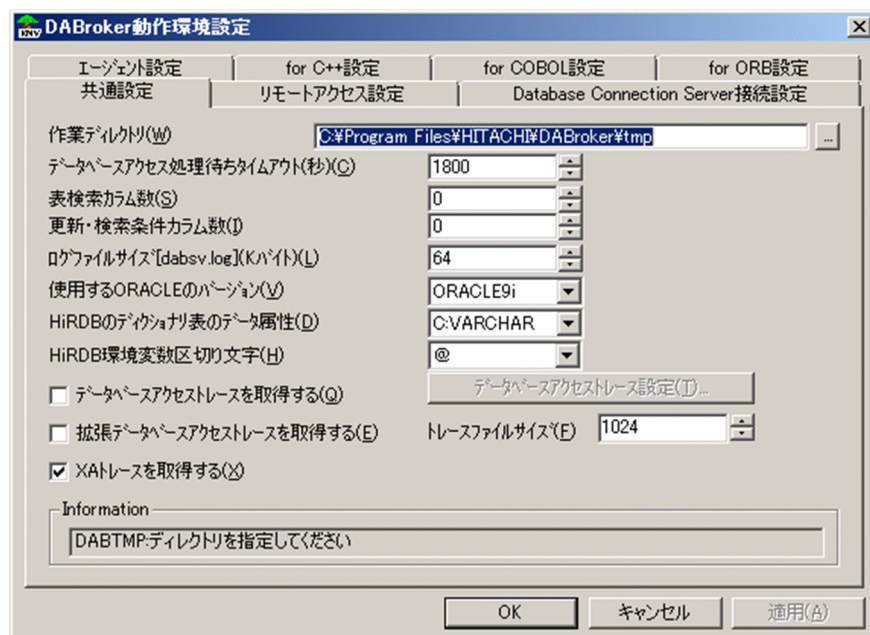 DABroker動作環境設定
エージェント設定 for C++設定 for COBOL設定 for ORB設定
共通設定 リモートアクセス設定 Database Connection Server接続設定
作業ディレクトリ(W) C:¥Program Files¥HITACHI¥DABroker¥tmp ...
データベースアクセス処理待ちタイムアウト(秒)(C) 1800
表検索カラム数(S) 0
更新・検索条件カラム数(I) 0
ログファイルサイズ[dabsv.log](Kバイト)(L) 64
使用するORACLEのバージョン(V) ORACLE9i
HiRDBのディクショナリ表のデータ属性(D) C:VARCHAR
HiRDB環境変数区切り文字(H) @
データベースアクセストレースを取得する(Q) データベースアクセストレース設定(T)...
拡張データベースアクセストレースを取得する(E) トレースファイルサイズ(F) 1024
XAトレースを取得する(X)
Information
DABTMP:ディレクトリを指定してください
OK キャンセル 適用(A)